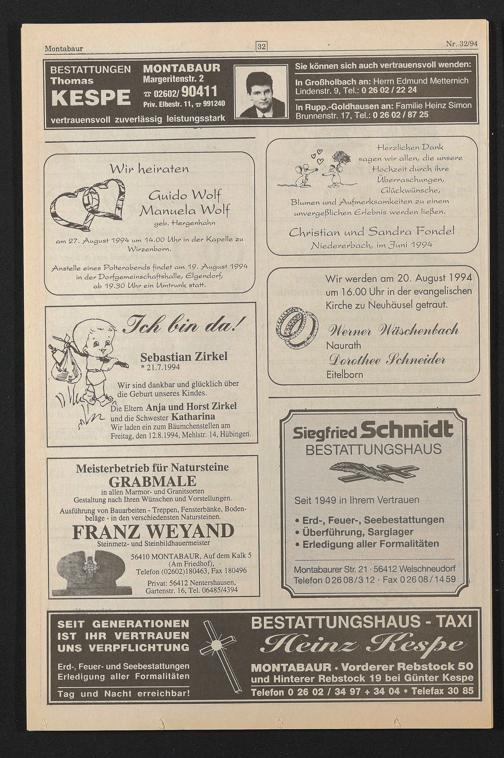 Montabaur
32
Nr. 32/94
BESTATTUNGEN
Thomas
KESPE
MONTABAUR
Margeritenstr. 2
☎ 02602/90411
Priv. Elbestr. 11, ☎ 991240
vertrauensvoll zuverlässig leistungsstark
Sie können sich auch vertrauensvoll wenden:
In Großholbach an: Herrn Edmund Metternich
Lindenstr. 9, Tel.: 0 26 02 / 22 24
In Rupp.-Goldhausen an: Familie Heinz Simon
Brunnenstr. 17, Tel.: 0 26 02 / 87 25
Wir heiraten
Guido Wolf
Manuela Wolf
geb. Hergenhahn
am 27. August 1994 um 14.00 Uhr in der Kapelle zu
Wirzenborn.
Anstelle eines Polterabends findet am 19. August 1994
in der Dorfgemeinschaftshalle, Elgendorf,
ab 19.30 Uhr ein Umtrunk statt.
Herzlichen Dank
sagen wir allen, die unsere
Hochzeit durch ihre
Überraschungen,
Glückwünsche,
Blumen und Aufmerksamkeiten zu einem
unvergeßlichen Erlebnis werden ließen.
Christian und Sandra Fondel
Niedererbach, im Juni 1994
Ich bin da!
Sebastian Zirkel
* 21.7.1994
Wir sind dankbar und glücklich über
die Geburt unseres Kindes.
Die Eltern Anja und Horst Zirkel
und die Schwester Katharina
Wir laden ein zum Bäumchenstellen am
Freitag, den 12.8.1994, Mehlstr. 14, Hübingen.
Wir werden am 20. August 1994
um 16.00 Uhr in der evangelischen
Kirche zu Neuhäusel getraut.
Werner Wäschenbach
Naurath
Dorothee Schneider
Eitelborn
Meisterbetrieb für Natursteine
GRABMALE
in allen Marmor- und Granitsorten
Gestaltung nach Ihren Wünschen und Vorstellungen.
Ausführung von Bauarbeiten - Treppen, Fensterbänke, Boden-
beläge - in den verschiedensten Natursteinen.
FRANZ WEYAND
Steinmetz- und Steinbildhauermeister
56410 MONTABAUR, Auf dem Kalk 5
(Am Friedhof),
Telefon (02602)180463, Fax 180496
Privat: 56412 Nentershausen,
Gartenstr. 16, Tel. 06485/4394
Siegfried Schmidt
BESTATTUNGSHAUS
Seit 1949 in Ihrem Vertrauen
• Erd-, Feuer-, Seebestattungen
• Überführung, Sarglager
• Erledigung aller Formalitäten
Montabaurer Str. 21 · 56412 Welschneudorf
Telefon 0 26 08 / 3 12 · Fax 0 26 08 / 14 59
SEIT GENERATIONEN
IST IHR VERTRAUEN
UNS VERPFLICHTUNG
Erd-, Feuer- und Seebestattungen
Erledigung aller Formalitäten
Tag und Nacht erreichbar!
BESTATTUNGSHAUS - TAXI
Heinz Kespe
MONTABAUR · Vorderer Rebstock 50
und Hinterer Rebstock 19 bei Günter Kespe
Telefon 0 26 02 / 34 97 + 34 04 • Telefax 30 85